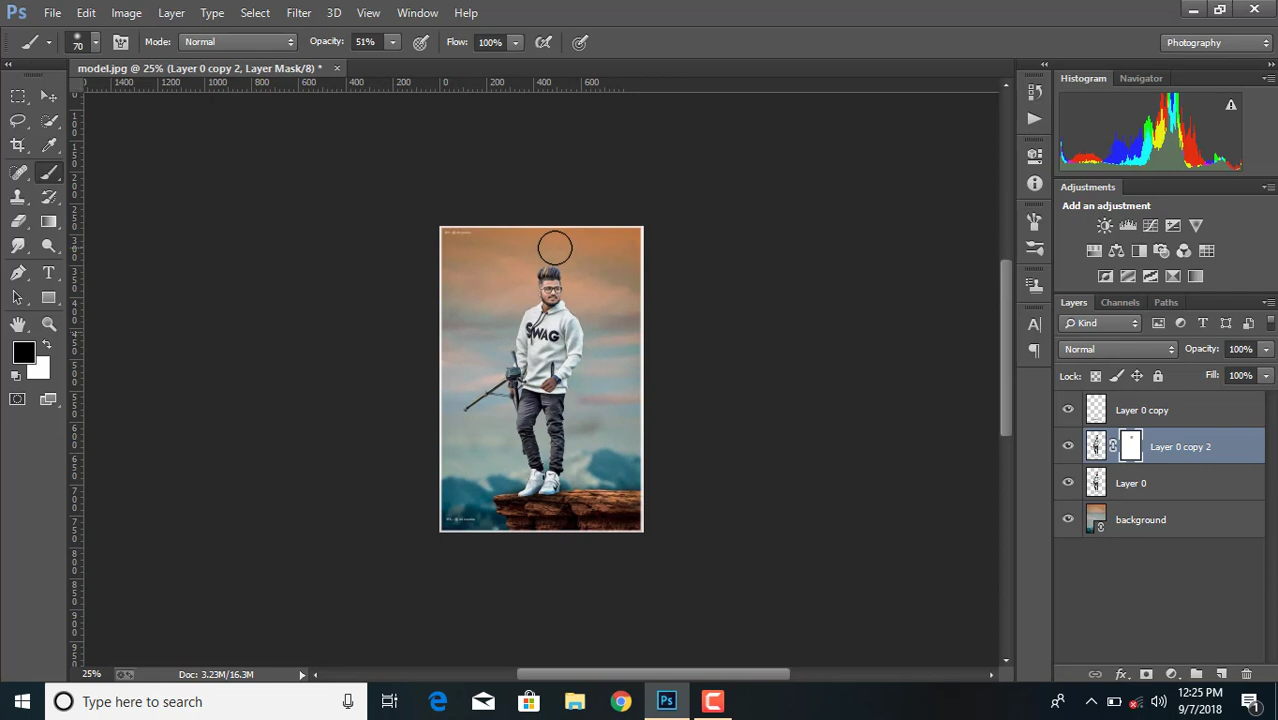 Ps File Edit Image Layer Type Select Filter 3D View Window Help
70 Mode: Normal Opacity: 51% Flow: 100% Photography
model.jpg @ 25% (Layer 0 copy 2, Layer Mask/8) * ×
1400 1200 1000 800 600 400 200 0 200 400 600
Histogram Navigator
Adjustments
Add an adjustment
Layers Channels Paths
Kind
Normal Opacity: 100%
Lock: Fill: 100%
Layer 0 copy
Layer 0 copy 2
Layer 0
background
SWAG
25% Doc: 3.23M/16.3M
Type here to search
Ps
12:25 PM
9/7/2018
1